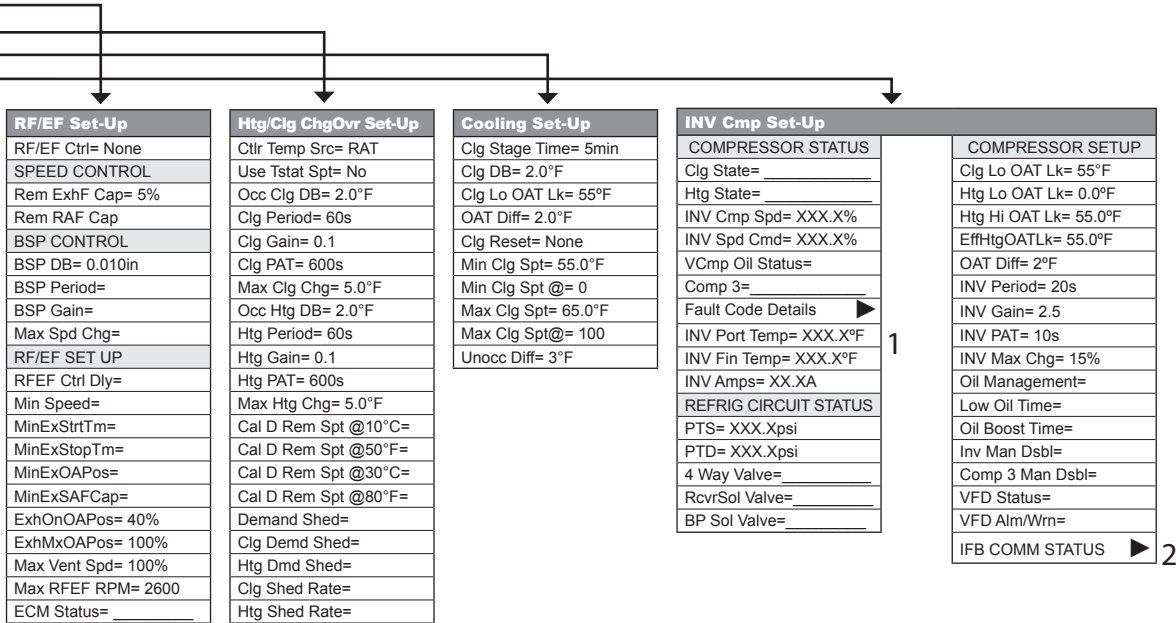 RF/EF Set-Up
RF/EF Ctrl= None
SPEED CONTROL
Rem ExhF Cap= 5%
Rem RAF Cap
BSP CONTROL
BSP DB= 0.010in
BSP Period=
BSP Gain=
Max Spd Chg=
RF/EF SET UP
RFEF Ctrl Dly=
Min Speed=
MinExStrtTm=
MinExStopTm=
MinExOAPos=
MinExSAFCap=
ExhOnOAPos= 40%
ExhMxOAPos= 100%
Max Vent Spd= 100%
Max RFEF RPM= 2600
ECM Status= __________
Htg/Clg ChgOvr Set-Up
Ctlr Temp Src= RAT
Use Tstat Spt= No
Occ Clg DB= 2.0°F
Clg Period= 60s
Clg Gain= 0.1
Clg PAT= 600s
Max Clg Chg= 5.0°F
Occ Htg DB= 2.0°F
Htg Period= 60s
Htg Gain= 0.1
Htg PAT= 600s
Max Htg Chg= 5.0°F
Cal D Rem Spt @10°C=
Cal D Rem Spt @50°F=
Cal D Rem Spt @30°C=
Cal D Rem Spt @80°F=
Demand Shed=
Clg Demd Shed=
Htg Dmd Shed=
Clg Shed Rate=
Htg Shed Rate=
Cooling Set-Up
Clg Stage Time= 5min
Clg DB= 2.0°F
Clg Lo OAT Lk= 55ºF
OAT Diff= 2.0°F
Clg Reset= None
Min Clg Spt= 55.0°F
Min Clg Spt @= 0
Max Clg Spt= 65.0°F
Max Clg Spt@= 100
Unocc Diff= 3°F
INV Cmp Set-Up
COMPRESSOR STATUS
Clg State= ______________
Htg State= ______________
INV Cmp Spd= XXX.X%
INV Spd Cmd= XXX.X%
VCmp Oil Status=
Comp 3=_______________
Fault Code Details ▶
INV Port Temp= XXX.XºF
1
INV Fin Temp= XXX.XºF
INV Amps= XX.XA
REFRIG CIRCUIT STATUS
PTS= XXX.Xpsi
PTD= XXX.Xpsi
4 Way Valve=___________
RcvrSol Valve=__________
BP Sol Valve=___________
COMPRESSOR SETUP
Clg Lo OAT Lk= 55°F
Htg Lo OAT Lk= 0.0ºF
Htg Hi OAT Lk= 55.0ºF
EffHtgOATLk= 55.0ºF
OAT Diff= 2ºF
INV Period= 20s
INV Gain= 2.5
INV PAT= 10s
INV Max Chg= 15%
Oil Management=
Low Oil Time=
Oil Boost Time=
Inv Man Dsbl=
Comp 3 Man Dsbl=
VFD Status=
VFD Alm/Wrn=
IFB COMM STATUS ▶
2